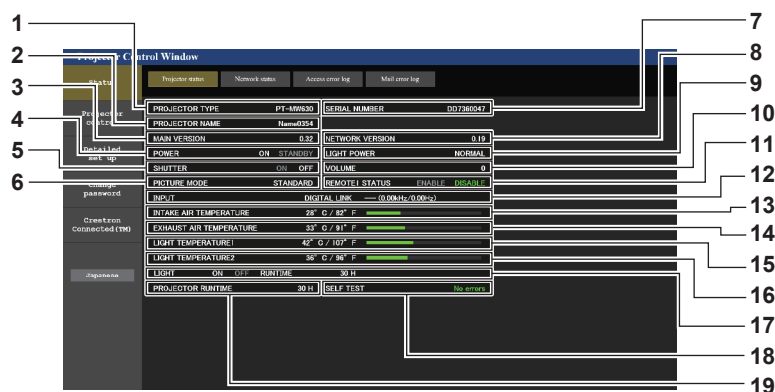 1
2
3
4
5
6
7
8
9
10
11
12
13
14
15
16
17
18
19
Projector Control Window
Status
Projector control
Detailed set up
Change password
Crestron Connected(TM)
Japanese
Projector status Network status Access error log Mail error log
PROJECTOR TYPE PT-MW630 SERIAL NUMBER DD7360047
PROJECTOR NAME Name0354
MAIN VERSION 0.32 NETWORK VERSION 0.19
POWER ON STANDBY LIGHT POWER NORMAL
SHUTTER ON OFF VOLUME 0
PICTURE MODE STANDARD REMOTE1 STATUS ENABLE DISABLE
INPUT DIGITAL LINK — (0.00kHz/0.00Hz)
INTAKE AIR TEMPERATURE 28° C / 82° F
EXHAUST AIR TEMPERATURE 33° C / 91° F
LIGHT TEMPERATURE1 42° C / 107° F
LIGHT TEMPERATURE2 36° C / 96° F
LIGHT ON OFF RUNTIME 30 H
PROJECTOR RUNTIME 30 H SELF TEST No errors